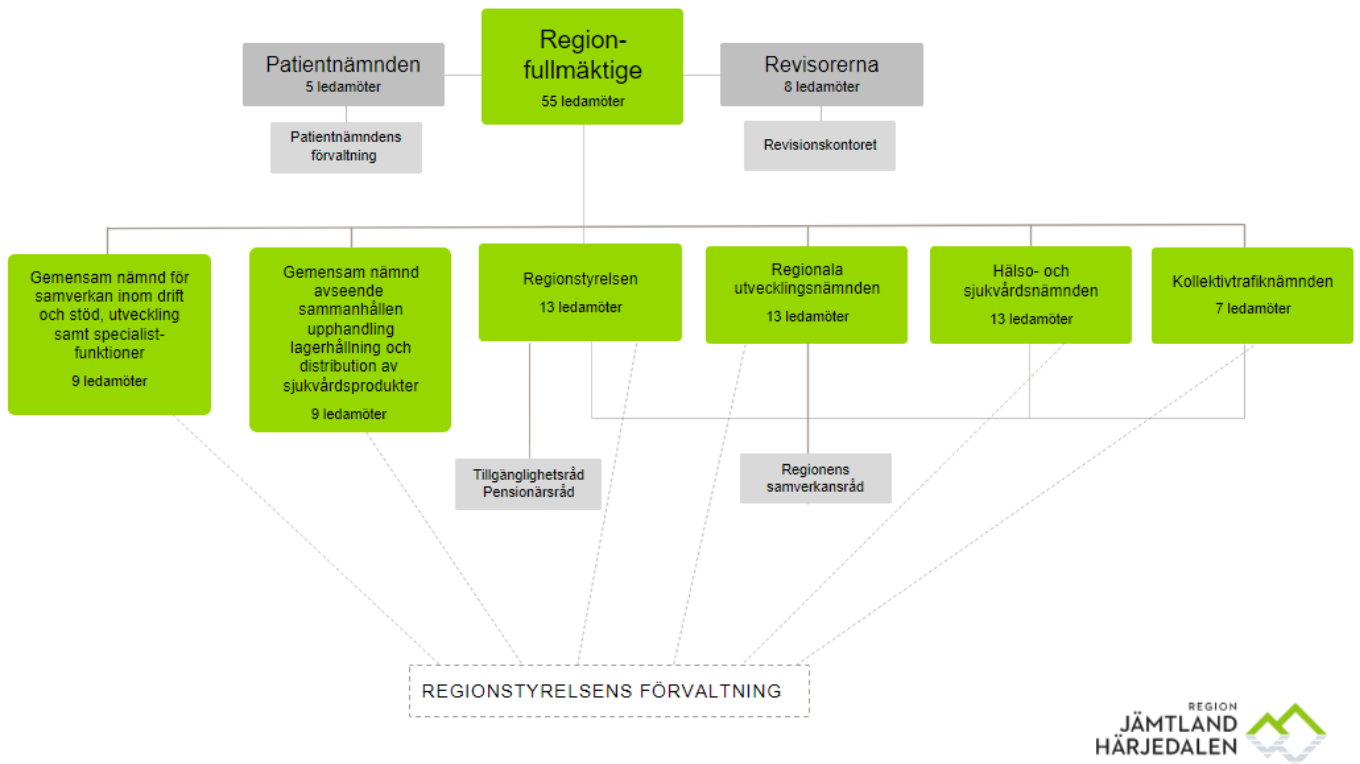 Region-
fullmäktige
55 ledamöter
Patientnämnden
5 ledamöter
Revisorerna
8 ledamöter
Patientnämndens
förvaltning
Revisionskontoret
Gemensam nämnd för
samverkan inom drift
och stöd, utveckling
samt specialist-
funktioner
9 ledamöter
Gemensam nämnd
avseende
sammanhållen
upphandling
lagerhållning och
distribution av
sjukvårdsprodukter
9 ledamöter
Regionstyrelsen
13 ledamöter
Regionala
utvecklingsnämnden
13 ledamöter
Hälso- och
sjukvårdsnämnden
13 ledamöter
Kollektivtrafiknämnden
7 ledamöter
Tillgänglighetsråd
Pensionärsråd
Regionens
samverkansråd
REGIONSTYRELSENS FÖRVALTNING
REGION
JÄMTLAND
HÄRJEDALEN